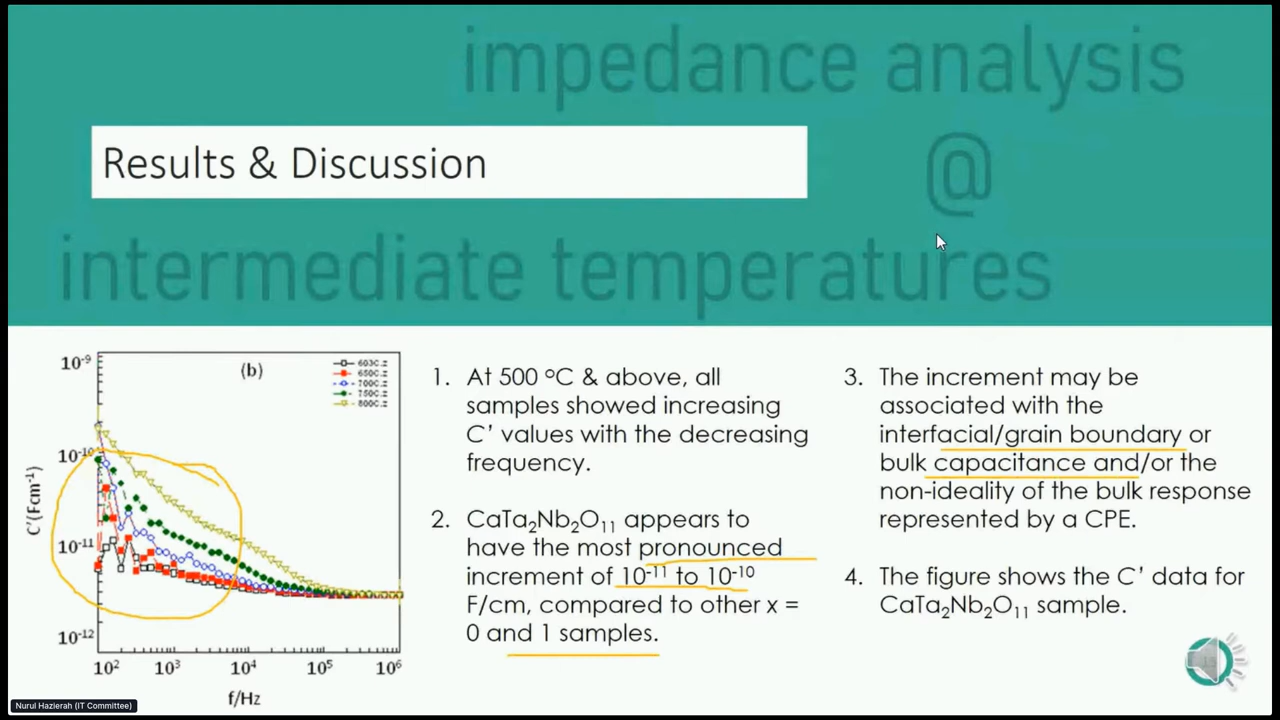 impedance analysis
@
intermediate temperatures
Results & Discussion
(b)
603C.z
650C.z
700C.z
750C.z
800C.z
10⁻⁹
10⁻¹⁰
10⁻¹¹
10⁻¹²
C'(Fcm⁻¹)
10² 10³ 10⁴ 10⁵ 10⁶
f/Hz
1. At 500 ºC & above, all
samples showed increasing
C' values with the decreasing
frequency.
2. CaTa₂Nb₂O₁₁ appears to
have the most pronounced
increment of 10⁻¹¹ to 10⁻¹⁰
F/cm, compared to other x =
0 and 1 samples.
3. The increment may be
associated with the
interfacial/grain boundary or
bulk capacitance and/or the
non-ideality of the bulk response
represented by a CPE.
4. The figure shows the C' data for
CaTa₂Nb₂O₁₁ sample.
Nurul Hazierah (IT Committee)